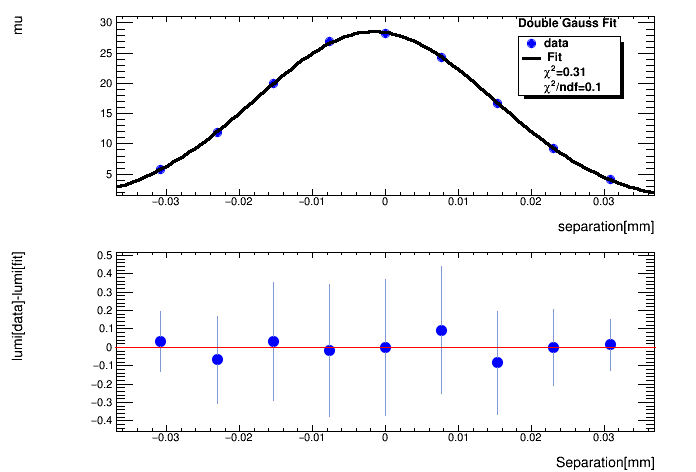 mu
Double Gauss Fit
data
Fit
χ²=0.31
χ²/ndf=0.1
30
25
20
15
10
5
−0.03 −0.02 −0.01 0 0.01 0.02 0.03
separation[mm]
lumi[data]-lumi[fit]
0.5
0.4
0.3
0.2
0.1
0
−0.1
−0.2
−0.3
−0.4
−0.03 −0.02 −0.01 0 0.01 0.02 0.03
Separation[mm]